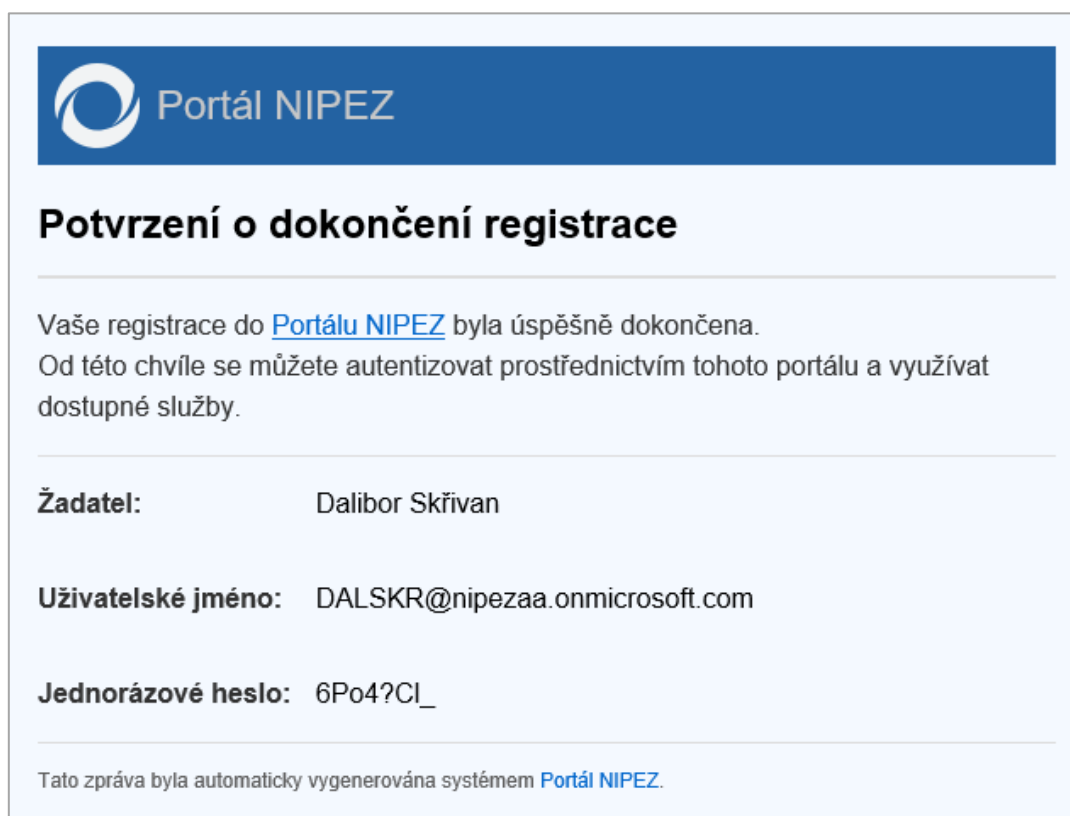 Portál NIPEZ
Potvrzení o dokončení registrace
Vaše registrace do Portálu NIPEZ byla úspěšně dokončena.
Od této chvíle se můžete autentizovat prostřednictvím tohoto portálu a využívat
dostupné služby.
Žadatel: Dalibor Skřivan
Uživatelské jméno: DALSKR@nipezaa.onmicrosoft.com
Jednorázové heslo: 6Po4?Cl_
Tato zpráva byla automaticky vygenerována systémem Portál NIPEZ.